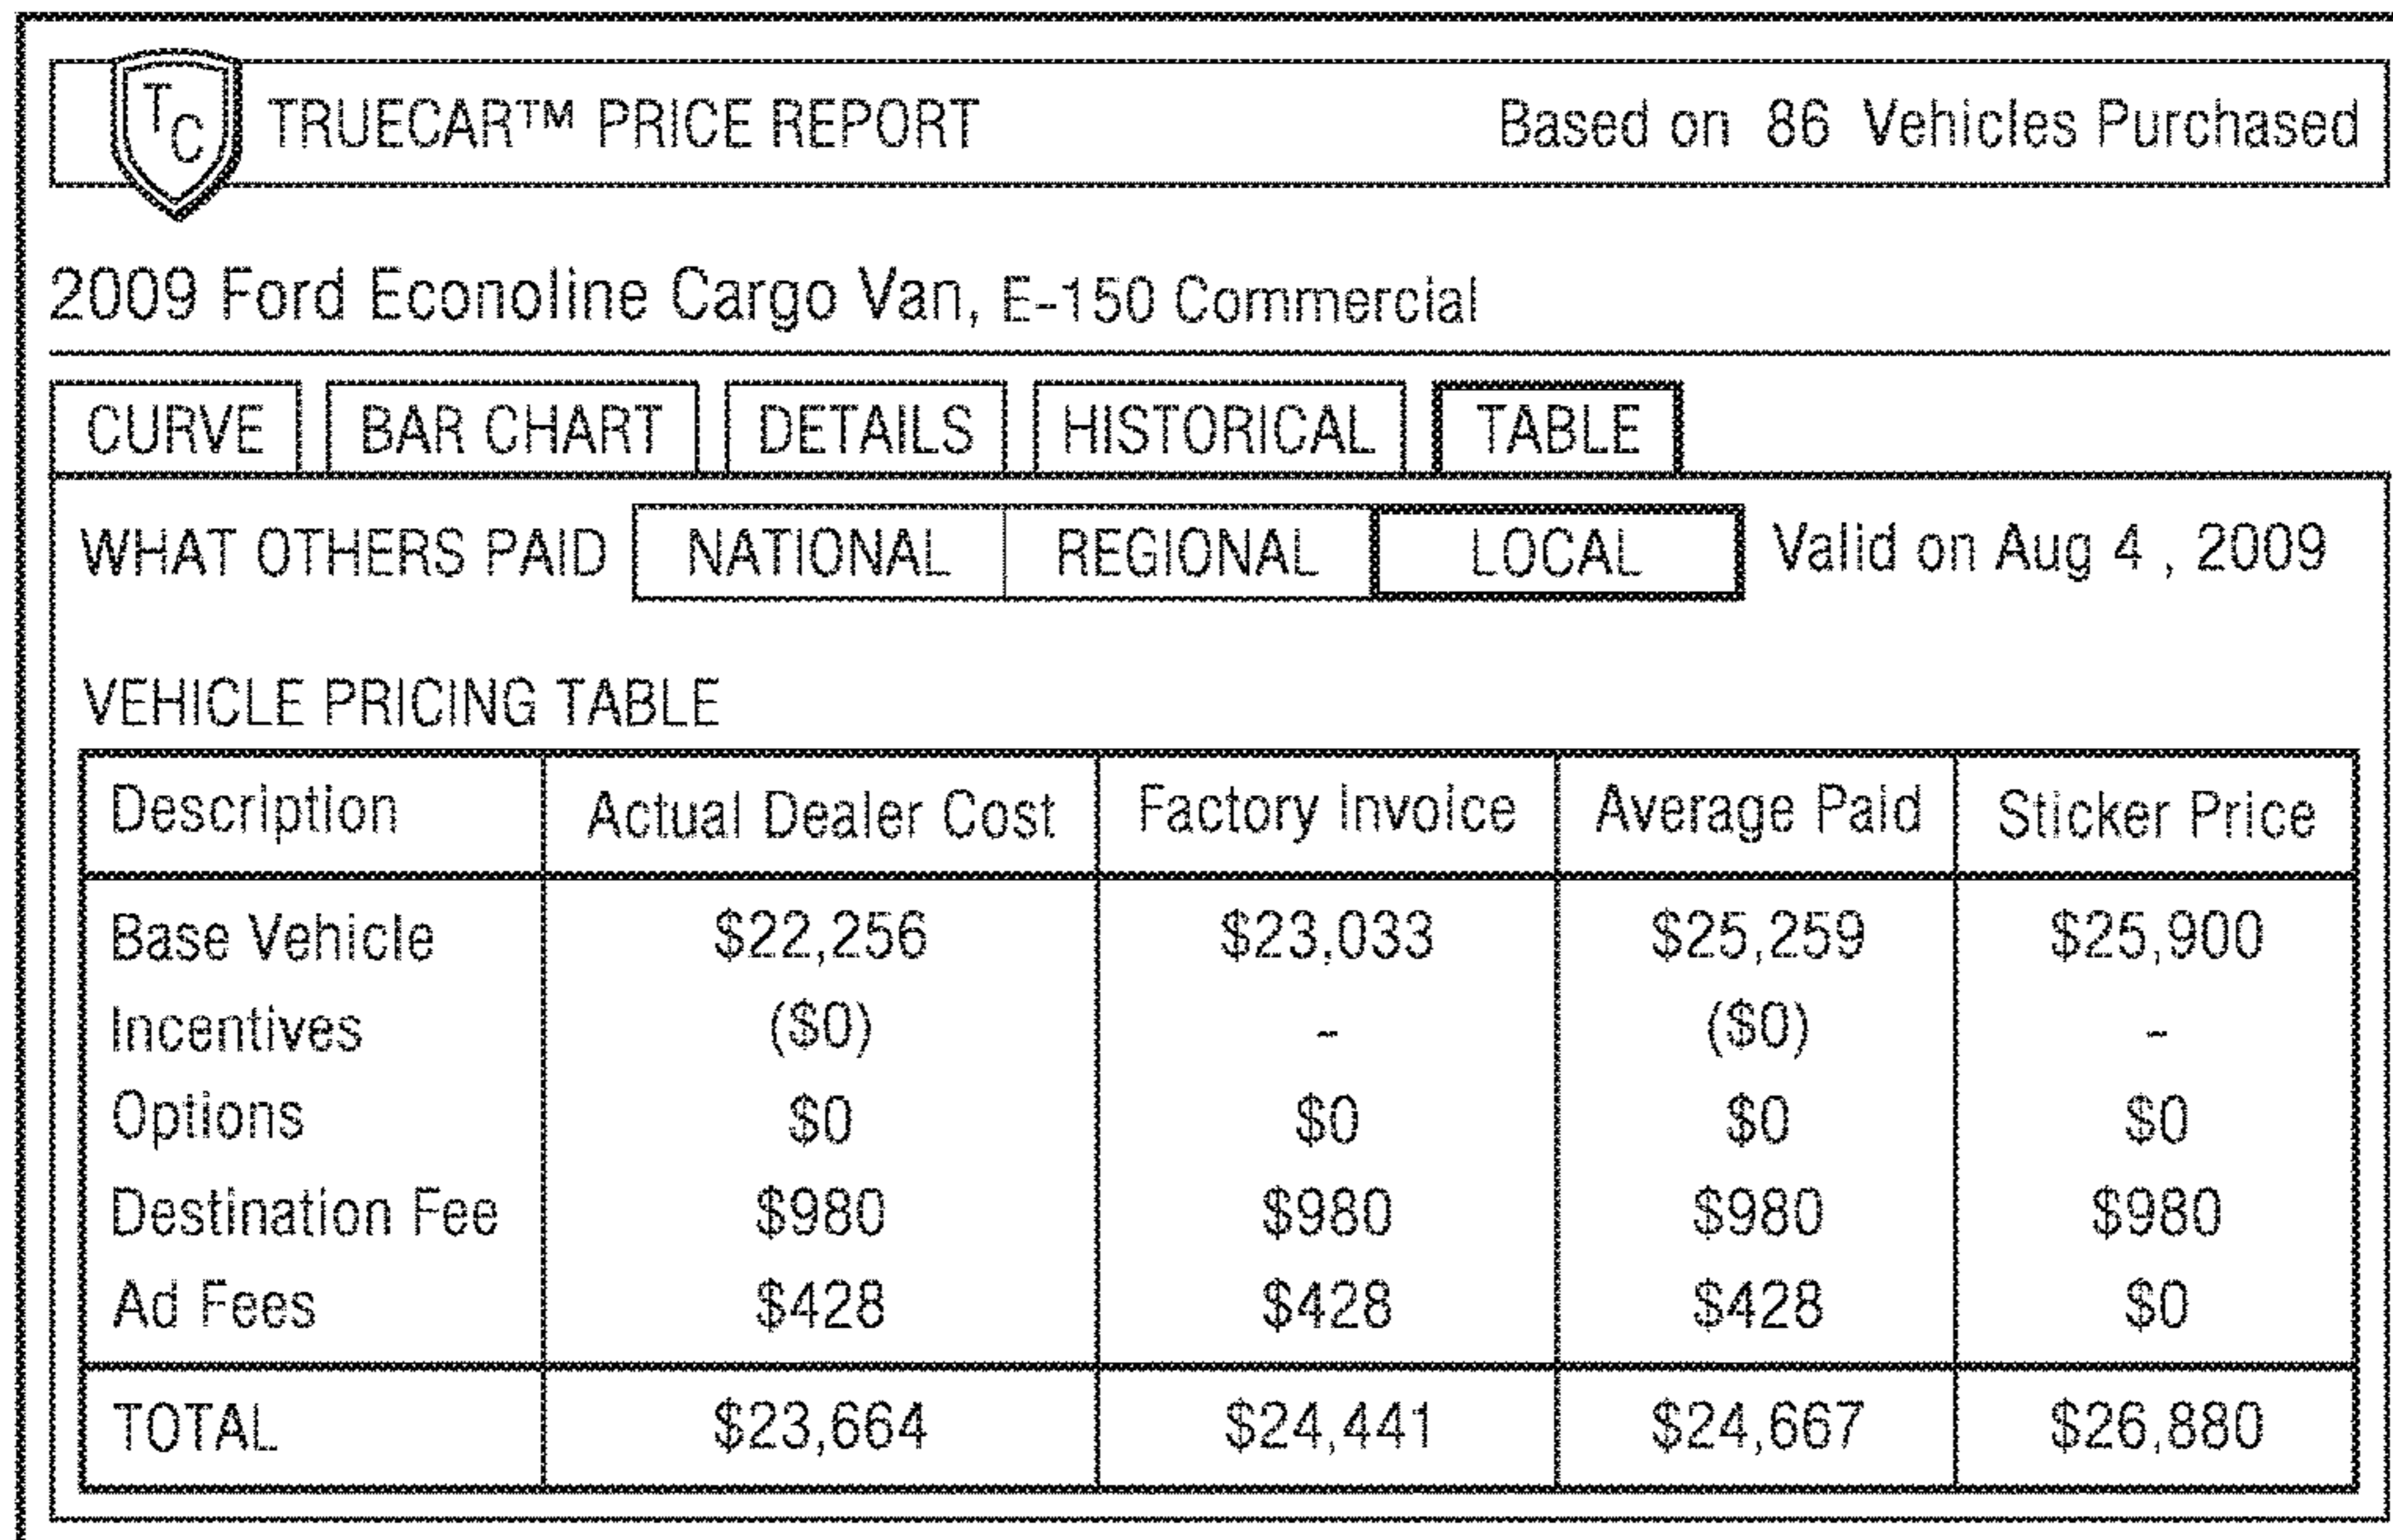 TC TRUECAR™ PRICE REPORT Based on 86 Vehicles Purchased
2009 Ford Econoline Cargo Van, E-150 Commercial
CURVE BAR CHART DETAILS HISTORICAL TABLE
WHAT OTHERS PAID NATIONAL REGIONAL LOCAL Valid on Aug 4 , 2009
VEHICLE PRICING TABLE
Description Actual Dealer Cost Factory Invoice Average Paid Sticker Price
Base Vehicle $22,256 $23,033 $25,259 $25,900
Incentives ($0) - ($0) -
Options $0 $0 $0 $0
Destination Fee $980 $980 $980 $980
Ad Fees $428 $428 $428 $0
TOTAL $23,664 $24,441 $24,667 $26,880